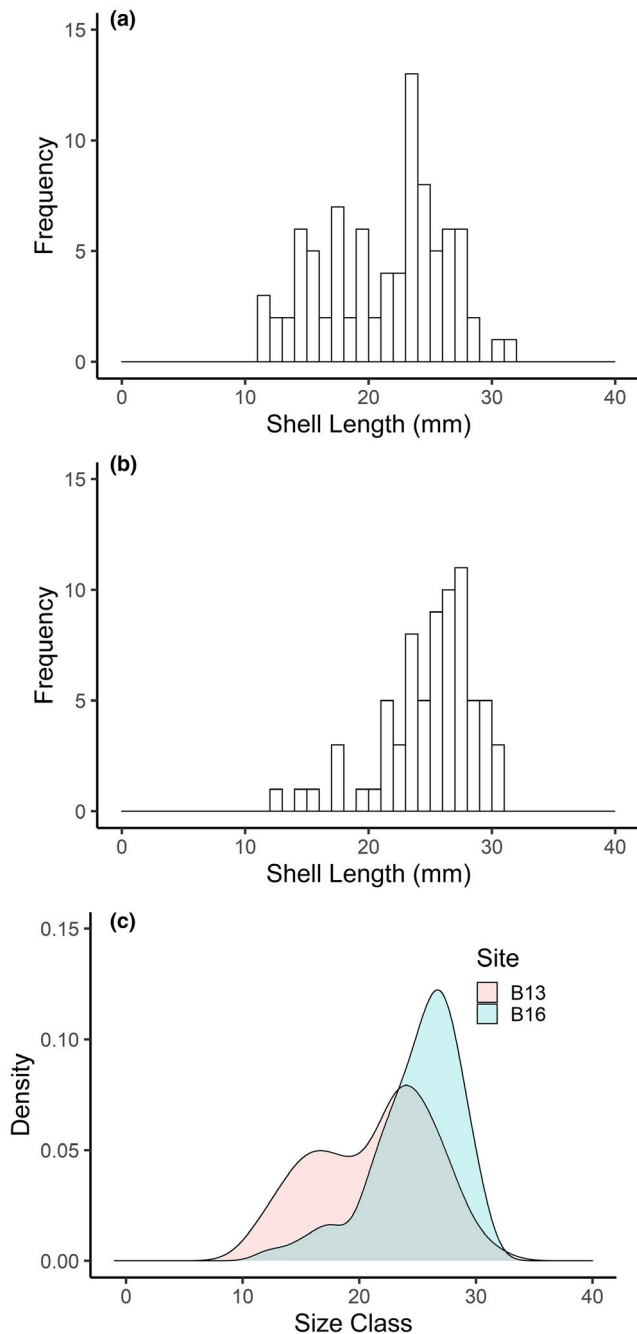 (a)
15
10
5
0
Frequency
0 10 20 30 40
Shell Length (mm)
(b)
15
10
5
0
Frequency
0 10 20 30 40
Shell Length (mm)
(c)
0.15
0.10
0.05
0.00
Density
Site
B13
B16
0 10 20 30 40
Size Class